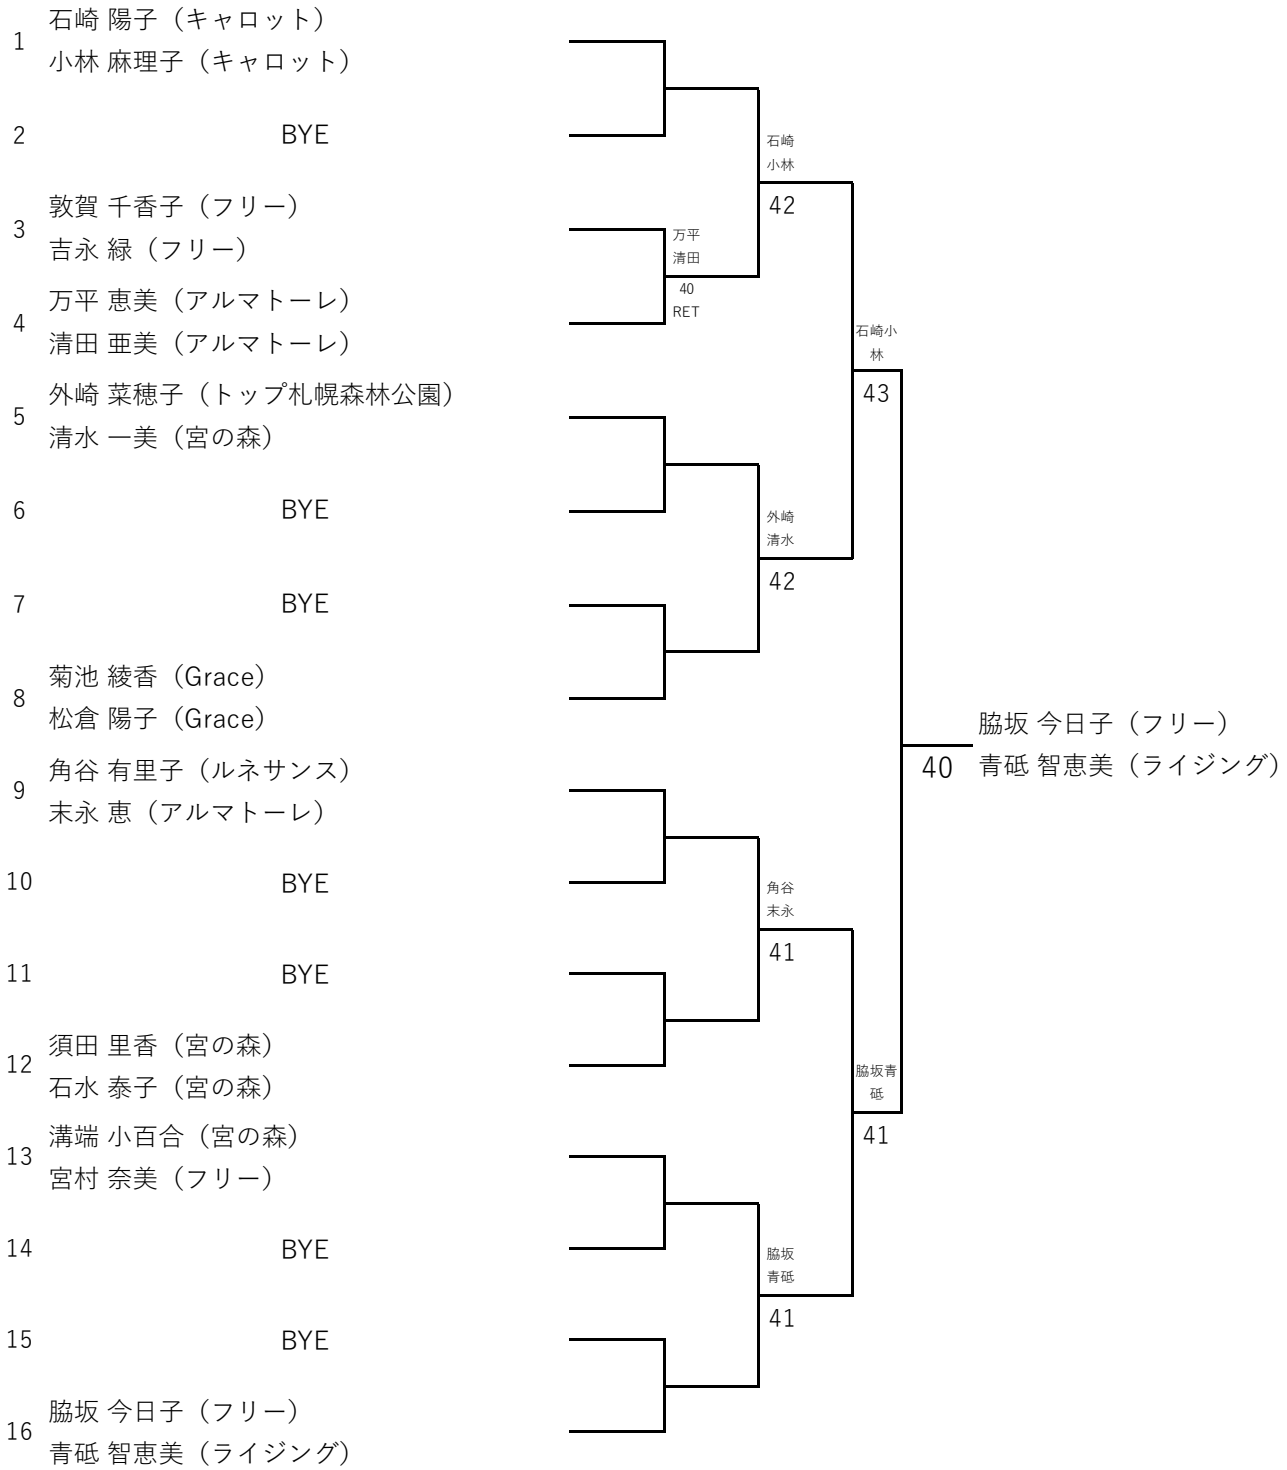 1
石崎 陽子（キャロット）
小林 麻理子（キャロット）
2
BYE
3
敦賀 千香子（フリー）
吉永 緑（フリー）
4
万平 恵美（アルマトーレ）
清田 亜美（アルマトーレ）
5
外崎 菜穂子（トップ札幌森林公園）
清水 一美（宮の森）
6
BYE
7
BYE
8
菊池 綾香（Grace）
松倉 陽子（Grace）
9
角谷 有里子（ルネサンス）
末永 恵（アルマトーレ）
10
BYE
11
BYE
12
須田 里香（宮の森）
石水 泰子（宮の森）
13
溝端 小百合（宮の森）
宮村 奈美（フリー）
14
BYE
15
BYE
16
脇坂 今日子（フリー）
青砥 智恵美（ライジング）
万平
清田
40
RET
石崎
小林
42
外崎
清水
42
角谷
末永
41
脇坂
青砥
41
石崎小
林
43
脇坂青
砥
41
脇坂 今日子（フリー）
40
青砥 智恵美（ライジング）